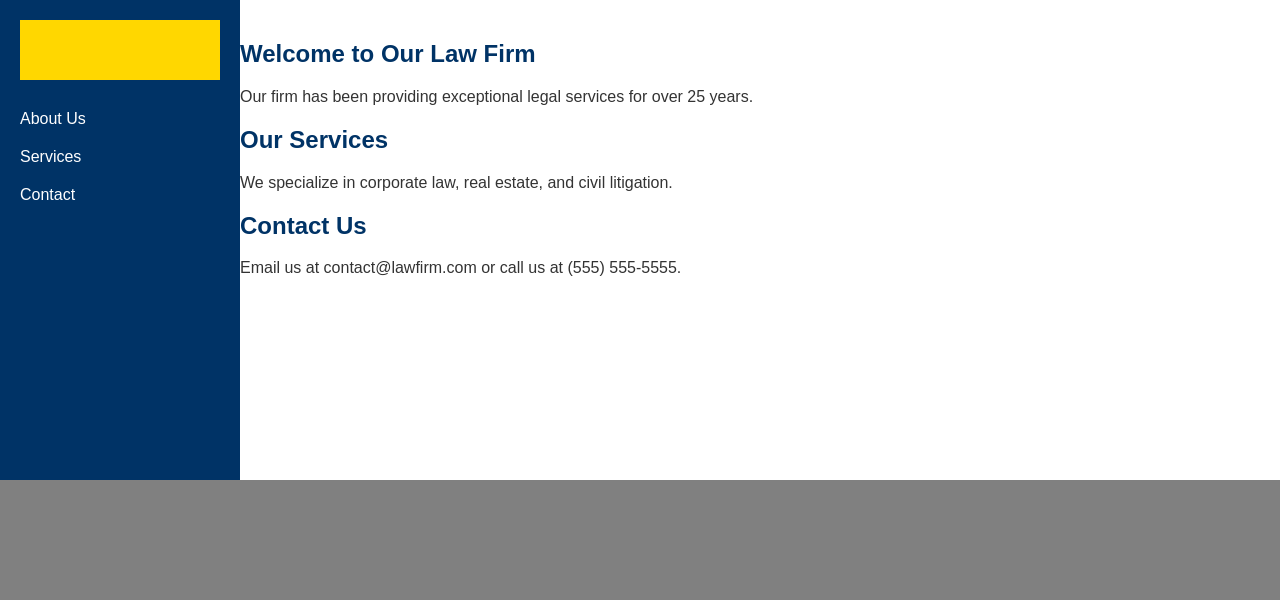 About Us
Services
Contact
Welcome to Our Law Firm
Our firm has been providing exceptional legal services for over 25 years.
Our Services
We specialize in corporate law, real estate, and civil litigation.
Contact Us
Email us at contact@lawfirm.com or call us at (555) 555-5555.